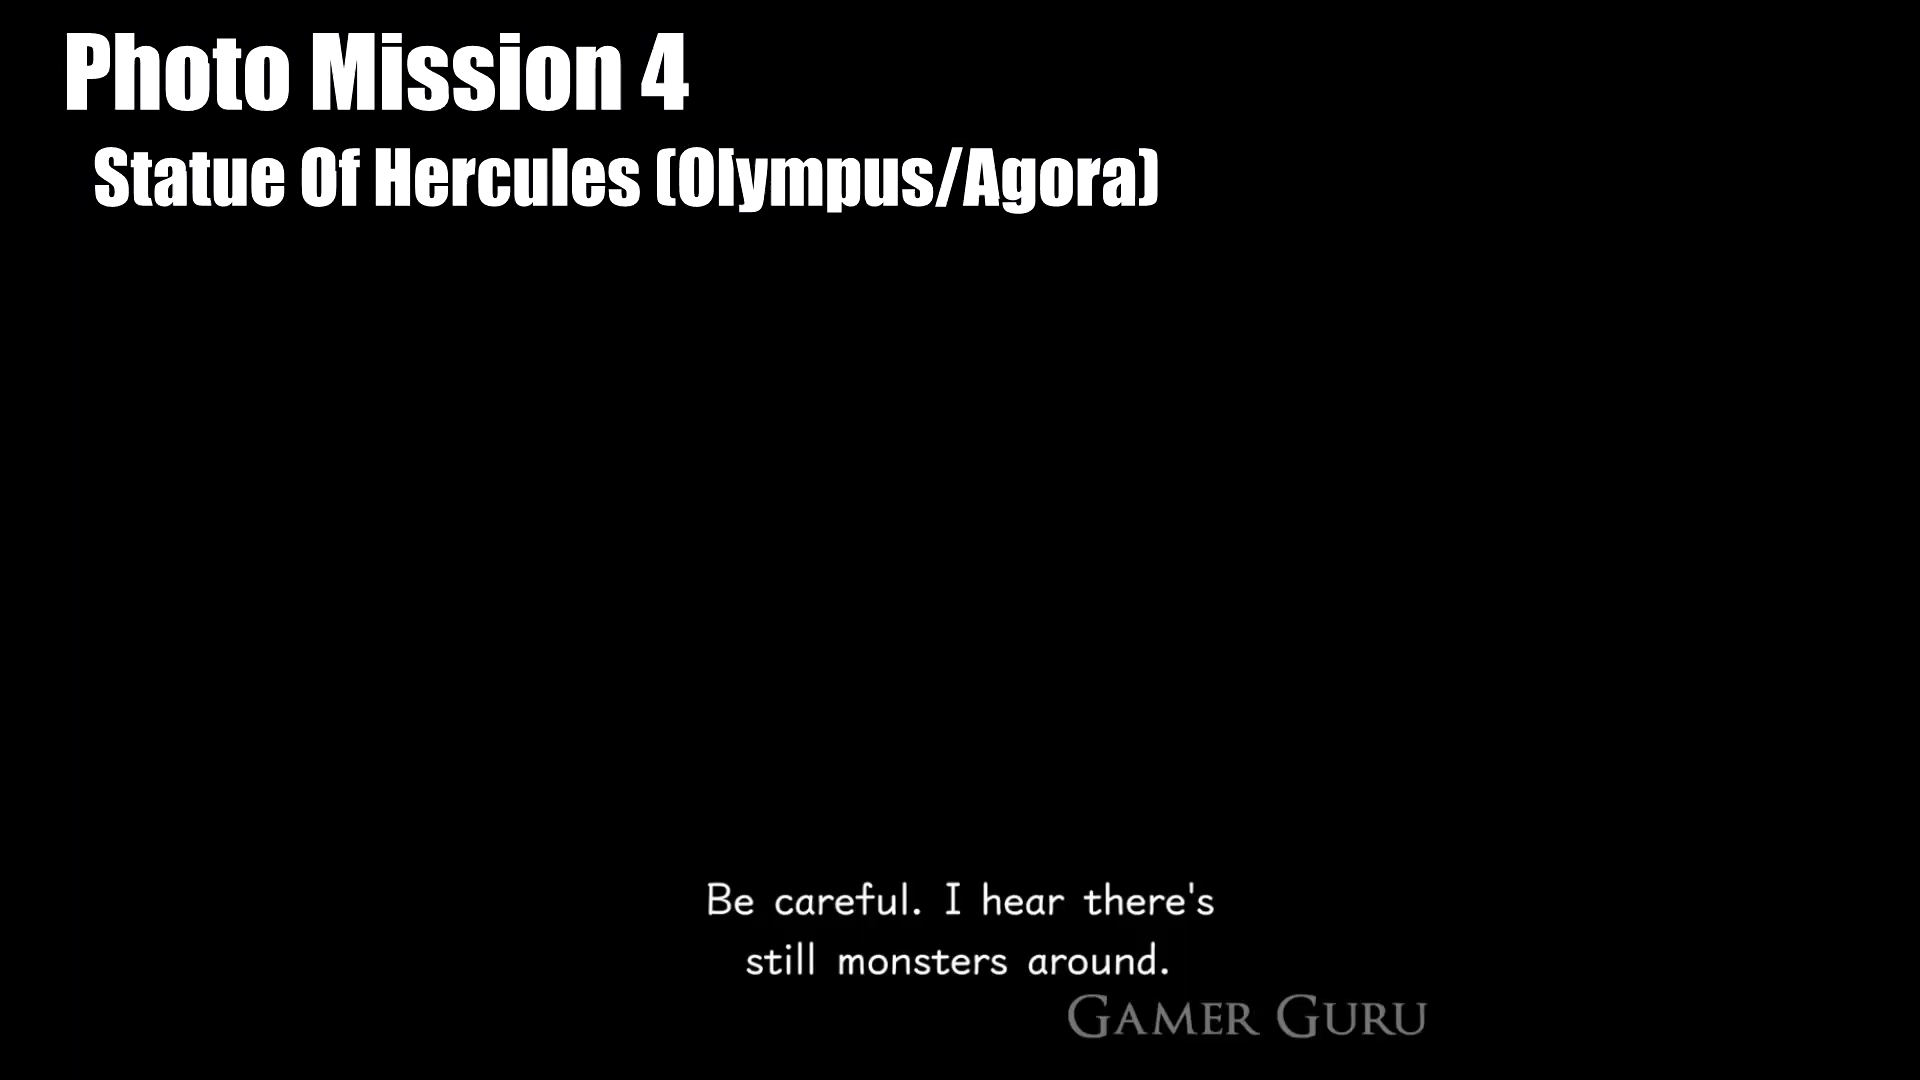 Photo Mission 4
Statue Of Hercules (Olympus/Agora)
Be careful. I hear there's
still monsters around.
GAMER GURU